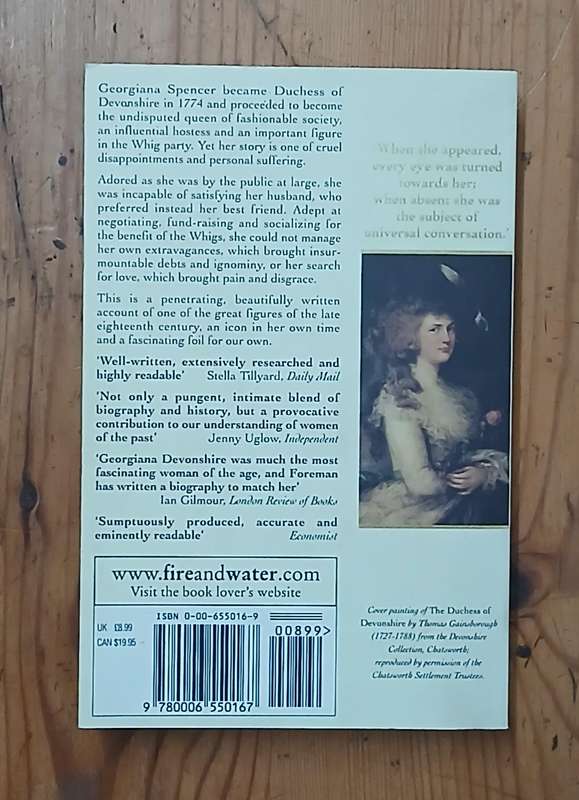 Georgiana Spencer became Duchess of
Devonshire in 1774 and proceeded to become
the undisputed queen of fashionable society,
an influential hostess and an important figure
in the Whig party. Yet her story is one of cruel
disappointments and personal suffering.
Adored as she was by the public at large, she
was incapable of satisfying her husband, who
preferred instead her best friend. Adept at
negotiating, fund-raising and socializing for
the benefit of the Whigs, she could not manage
her own extravagances, which brought insur-
mountable debts and ignominy, or her search
for love, which brought pain and disgrace.
This is a penetrating, beautifully written
account of one of the great figures of the late
eighteenth century, an icon in her own time
and a fascinating foil for our own.
'Well-written, extensively researched and
highly readable' Stella Tillyard, Daily Mail
'Not only a pungent, intimate blend of
biography and history, but a provocative
contribution to our understanding of women
of the past' Jenny Uglow, Independent
'Georgiana Devonshire was much the most
fascinating woman of the age, and Foreman
has written a biography to match her'
Ian Gilmour, London Review of Books
'Sumptuously produced, accurate and
eminently readable' Economist
www.fireandwater.com
Visit the book lover's website
ISBN 0-00-655016-9
UK £8.99
CAN $19.95
00899>
9 780006 550167
'When she appeared,
every eye was turned
towards her;
when absent she was
the subject of
universal conversation.'
Cover painting of The Duchess of
Devonshire by Thomas Gainsborough
(1727-1788) from the Devonshire
Collection, Chatsworth;
reproduced by permission of the
Chatsworth Settlement Trustees.